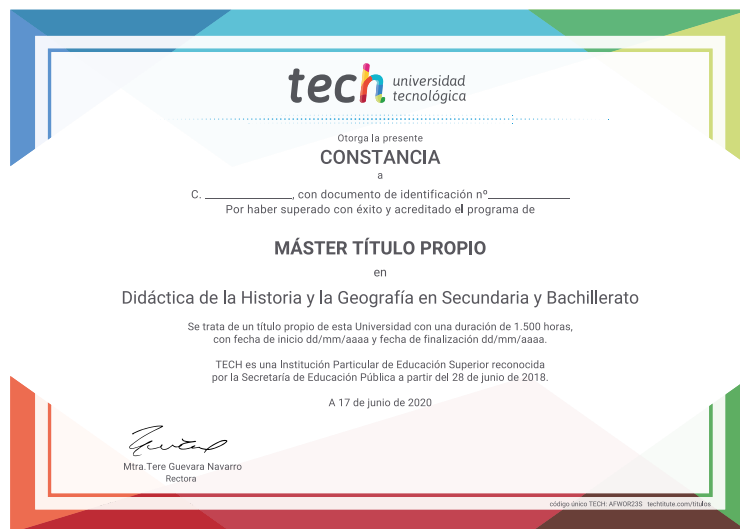 tech universidad
tecnológica
Otorga la presente
CONSTANCIA
a
C. ______________, con documento de identificación nº______________
Por haber superado con éxito y acreditado el programa de
MÁSTER TÍTULO PROPIO
en
Didáctica de la Historia y la Geografía en Secundaria y Bachillerato
Se trata de un título propio de esta Universidad con una duración de 1.500 horas,
con fecha de inicio dd/mm/aaaa y fecha de finalización dd/mm/aaaa.
TECH es una Institución Particular de Educación Superior reconocida
por la Secretaría de Educación Pública a partir del 28 de junio de 2018.
A 17 de junio de 2020
Mtra.Tere Guevara Navarro
Rectora
código único TECH: AFWOR23S techtitute.com/titulos